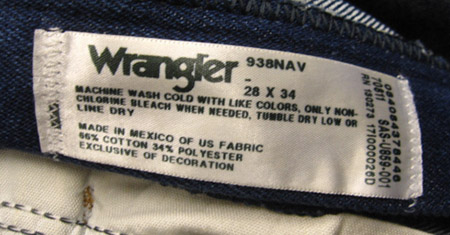 Wrangler 938NAV
-
28 X 34
MACHINE WASH COLD WITH LIKE COLORS, ONLY NON-
CHLORINE BLEACH WHEN NEEDED, TUMBLE DRY LOW OR
LINE DRY
MADE IN MEXICO OF US FABRIC
66% COTTON 34% POLYESTER
EXCLUSIVE OF DECORATION